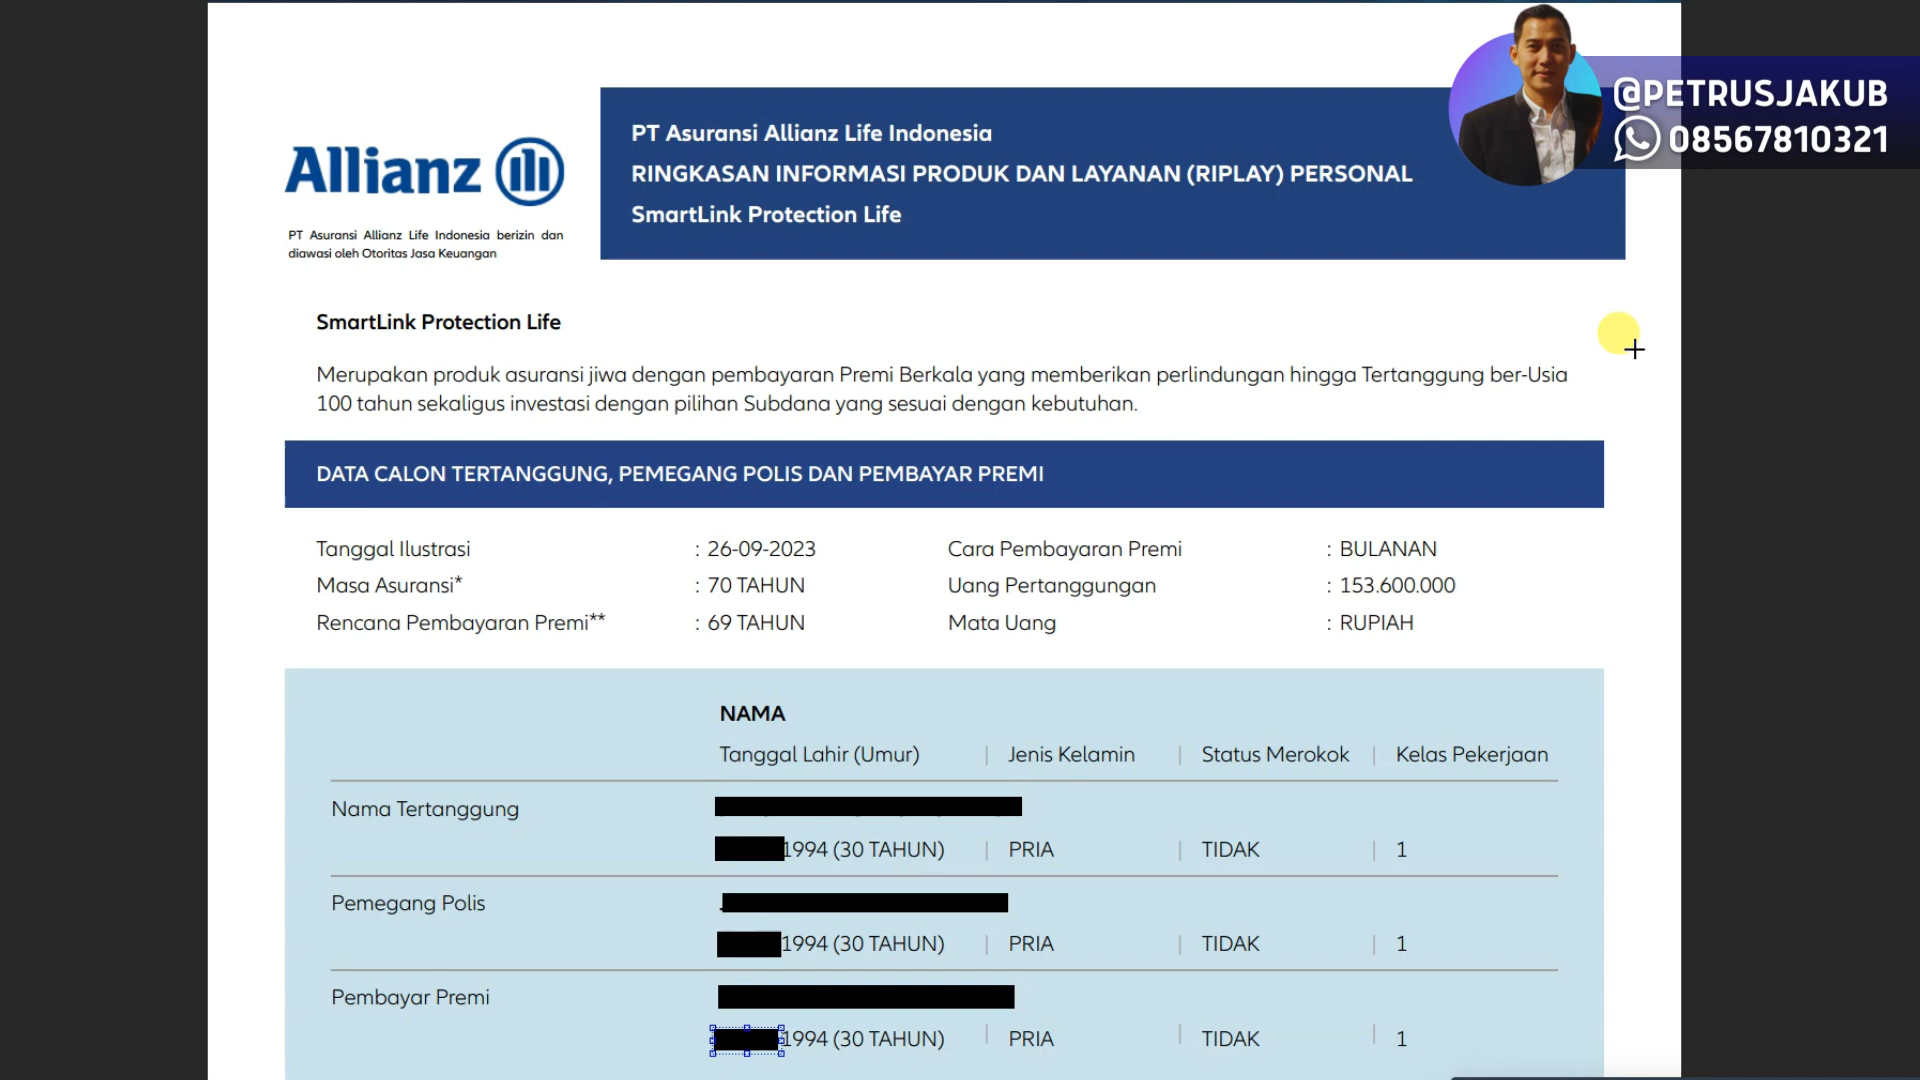 @PETRUSJAKUB
08567810321
Allianz
PT Asuransi Allianz Life Indonesia berizin dan
diawasi oleh Otoritas Jasa Keuangan
PT Asuransi Allianz Life Indonesia
RINGKASAN INFORMASI PRODUK DAN LAYANAN (RIPLAY) PERSONAL
SmartLink Protection Life
SmartLink Protection Life
Merupakan produk asuransi jiwa dengan pembayaran Premi Berkala yang memberikan perlindungan hingga Tertanggung ber-Usia
100 tahun sekaligus investasi dengan pilihan Subdana yang sesuai dengan kebutuhan.
DATA CALON TERTANGGUNG, PEMEGANG POLIS DAN PEMBAYAR PREMI
Tanggal Ilustrasi : 26-09-2023 Cara Pembayaran Premi : BULANAN
Masa Asuransi* : 70 TAHUN Uang Pertanggungan : 153.600.000
Rencana Pembayaran Premi** : 69 TAHUN Mata Uang : RUPIAH
NAMA
Tanggal Lahir (Umur) | Jenis Kelamin | Status Merokok | Kelas Pekerjaan
Nama Tertanggung
1994 (30 TAHUN) | PRIA | TIDAK | 1
Pemegang Polis
1994 (30 TAHUN) | PRIA | TIDAK | 1
Pembayar Premi
1994 (30 TAHUN) | PRIA | TIDAK | 1